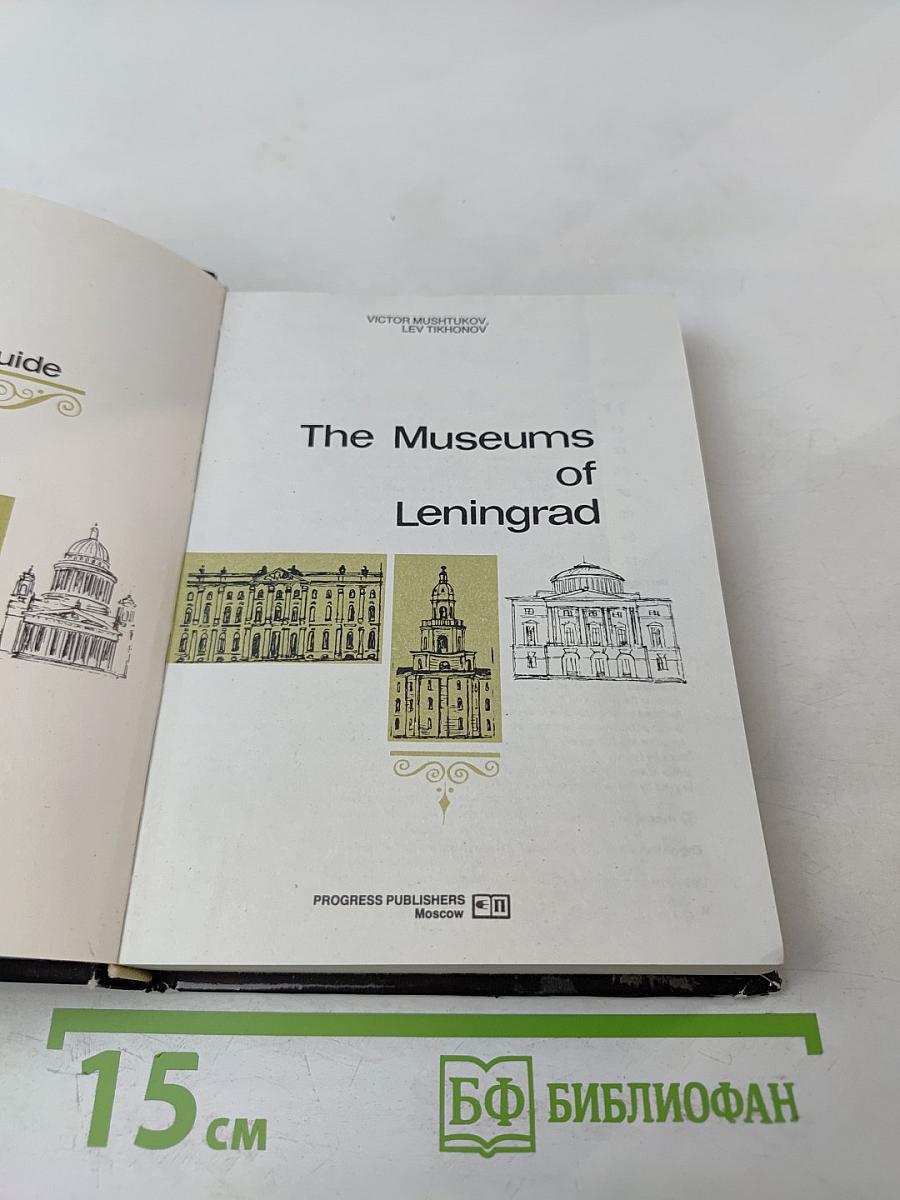 uide
VICTOR MUSHTUKOV,
LEV TIKHONOV
The Museums
of
Leningrad
PROGRESS PUBLISHERS
Moscow
15 см
БФ БИБЛИОФАН